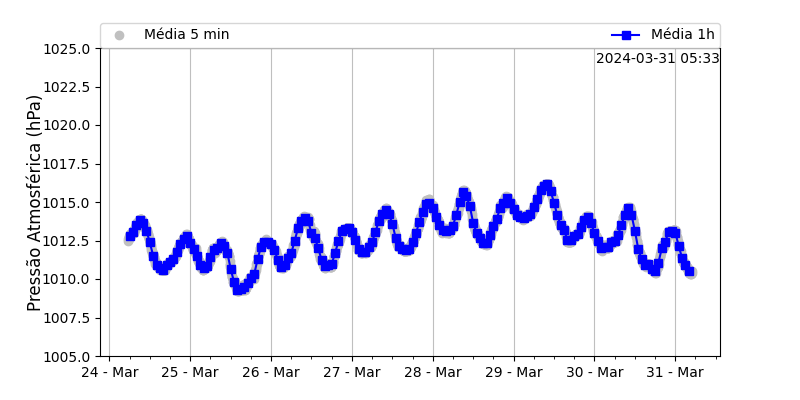 Média 5 min
Média 1h
2024-03-31 05:33
Pressão Atmosférica (hPa)
1025.0
1022.5
1020.0
1017.5
1015.0
1012.5
1010.0
1007.5
1005.0
24 - Mar
25 - Mar
26 - Mar
27 - Mar
28 - Mar
29 - Mar
30 - Mar
31 - Mar